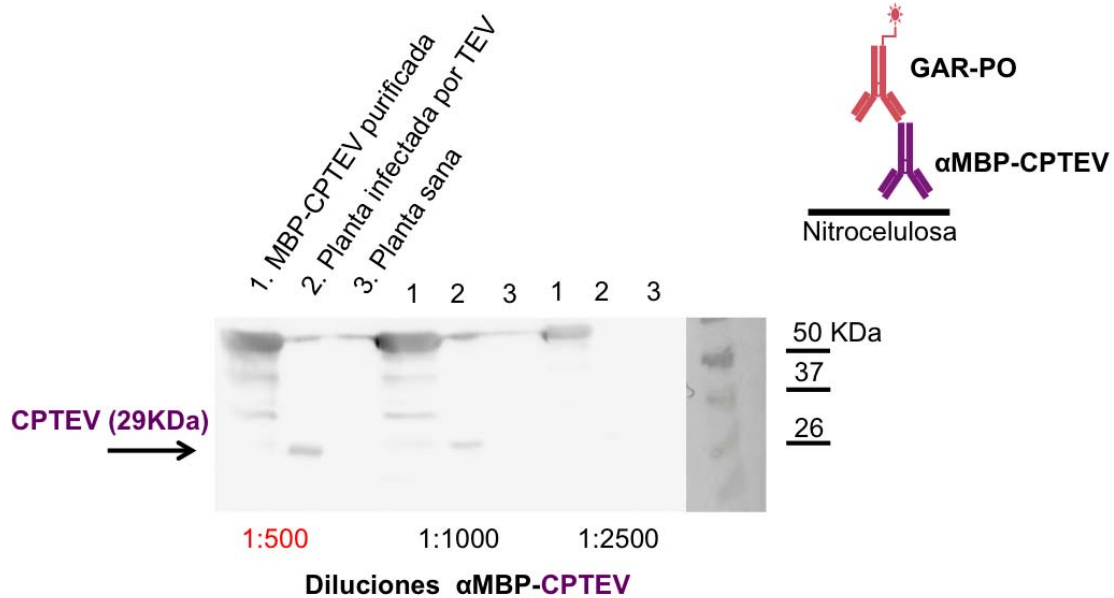 GAR-PO
αMBP-CPTEV
Nitrocelulosa
1. MBP-CPTEV purificada
2. Planta infectada por TEV
3. Planta sana
1 2 3 1 2 3
50 KDa
37
26
CPTEV (29KDa)
1:500 1:1000 1:2500
Diluciones αMBP-CPTEV